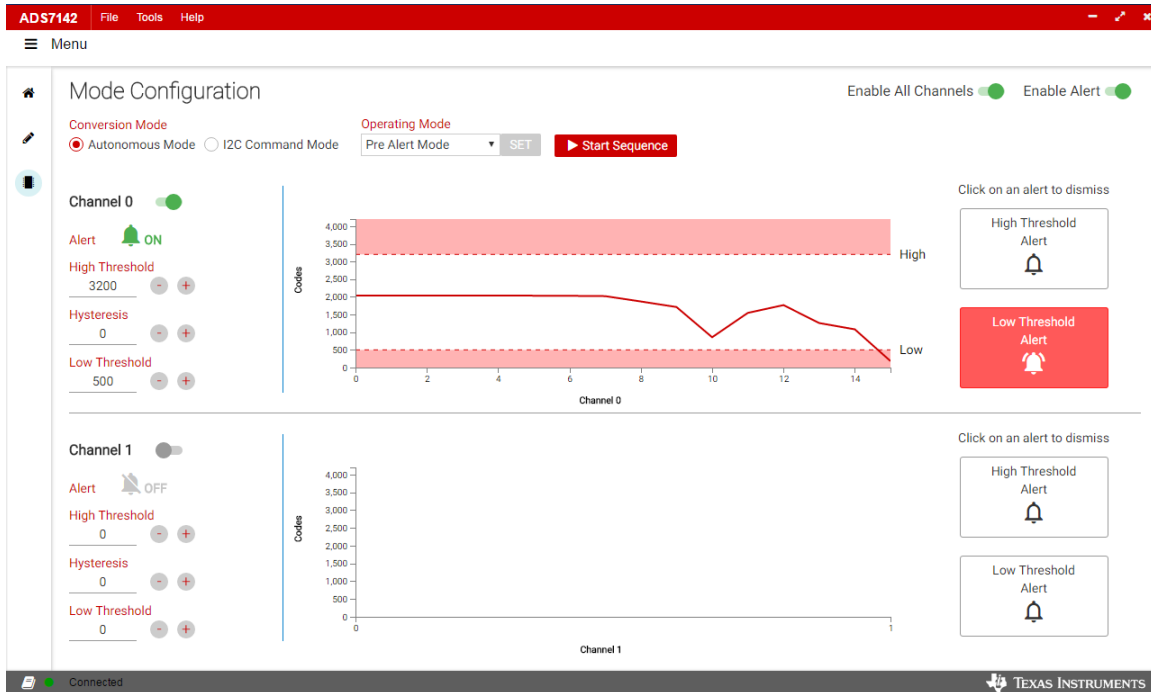 ADS7142 File Tools Help
Menu
Mode Configuration
Enable All Channels Enable Alert
Conversion Mode
Autonomous Mode I2C Command Mode
Operating Mode
Pre Alert Mode SET Start Sequence
Channel 0
Alert ON
High Threshold
3200 - +
Hysteresis
0 - +
Low Threshold
500 - +
Codes
4,000
3,500
3,000
2,500
2,000
1,500
1,000
500
0
0 2 4 6 8 10 12 14
Channel 0
High
Low
Click on an alert to dismiss
High Threshold
Alert
Low Threshold
Alert
Channel 1
Alert OFF
High Threshold
0 - +
Hysteresis
0 - +
Low Threshold
0 - +
Codes
4,000
3,500
3,000
2,500
2,000
1,500
1,000
500
0
0 1
Channel 1
Click on an alert to dismiss
High Threshold
Alert
Low Threshold
Alert
Connected
TEXAS INSTRUMENTS